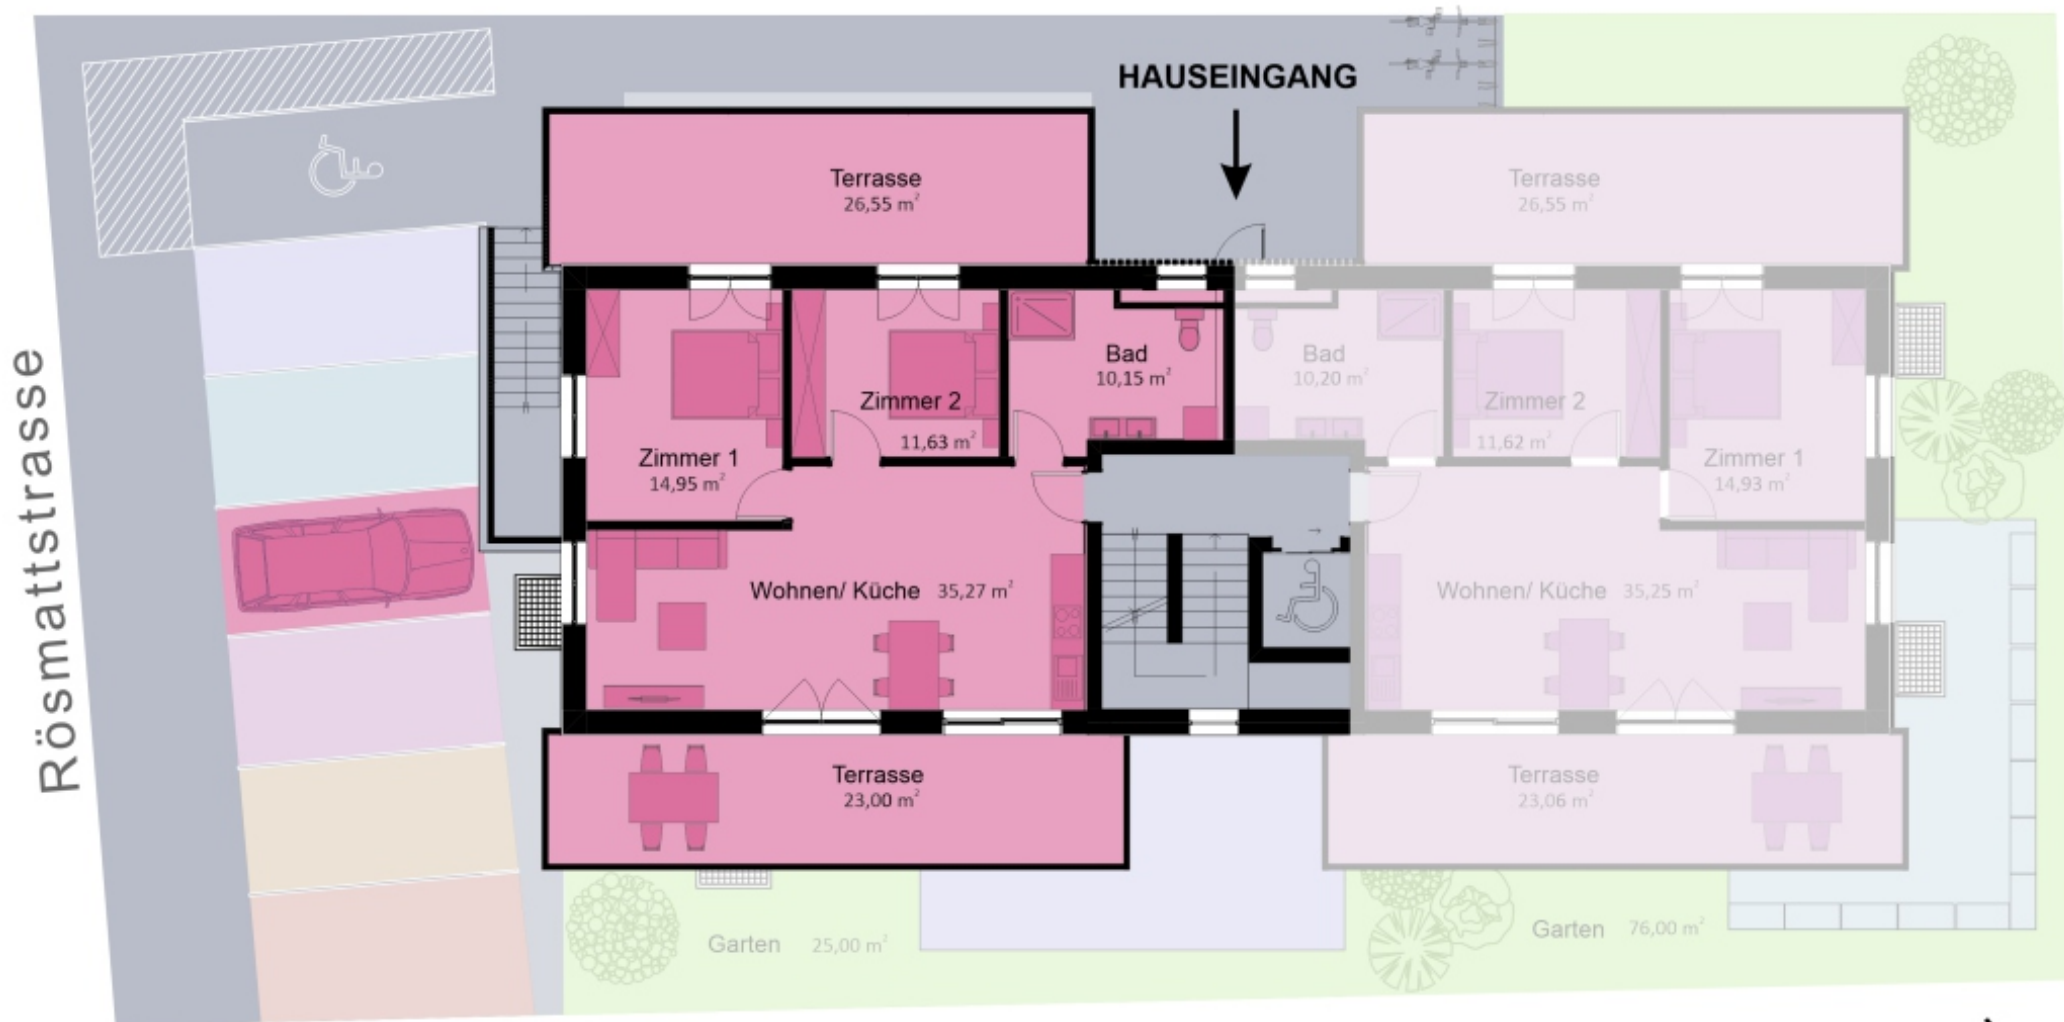 HAUSEINGANG
Terrasse
26,55 m²
Terrasse
26,55 m²
Rösmattstrasse
Bad
10,15 m²
Bad
10,20 m²
Zimmer 2
11,63 m²
Zimmer 2
11,62 m²
Zimmer 1
14,95 m²
Zimmer 1
14,93 m²
Wohnen/ Küche 35,27 m²
Wohnen/ Küche 35,25 m²
Terrasse
23,00 m²
Terrasse
23,06 m²
Garten 25,00 m²
Garten 76,00 m²